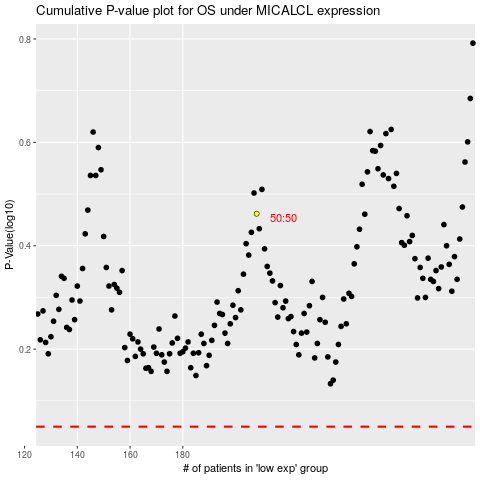 Cumulative P-value plot for OS under MICALCL expression
P-Value(log10)
0.8
0.6
0.4
0.2
50:50
120 140 160 180
# of patients in 'low exp' group